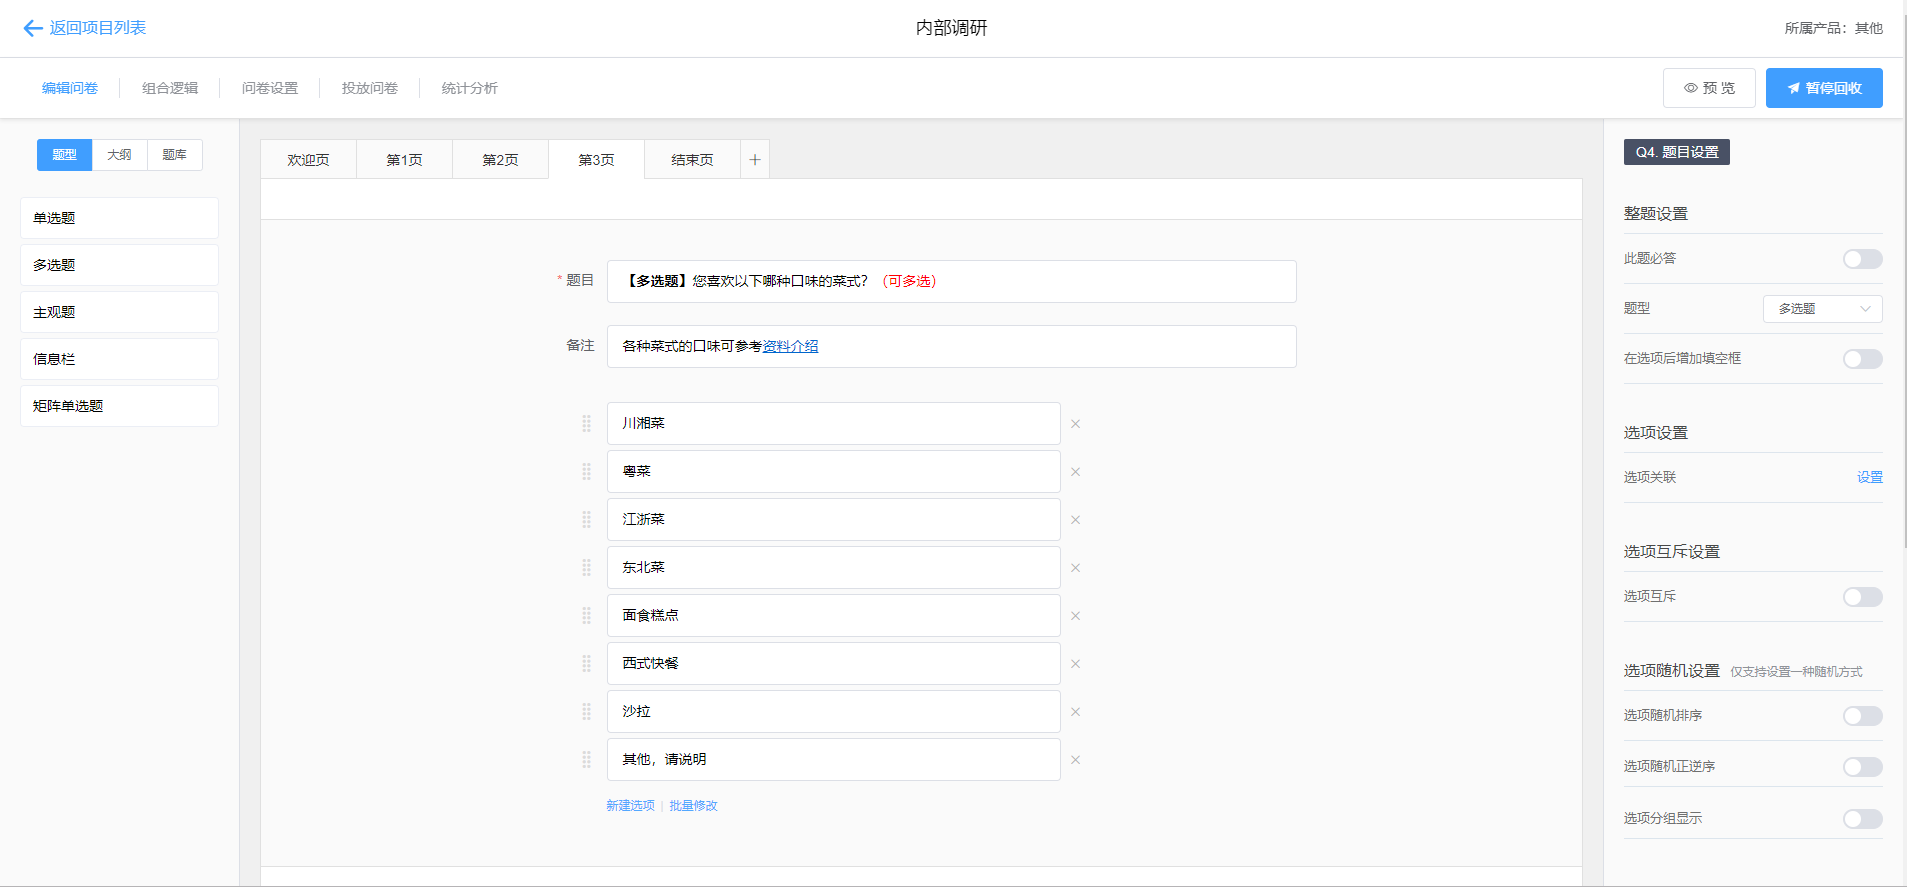 返回项目列表
内部调研
所属产品：其他
编辑问卷
组合逻辑
问卷设置
投放问卷
统计分析
预 览
暂停回收
题型
大纲
题库
单选题
多选题
主观题
信息栏
矩阵单选题
欢迎页
第1页
第2页
第3页
结束页
* 题目
【多选题】您喜欢以下哪种口味的菜式？（可多选）
备注
各种菜式的口味可参考资料介绍
川湘菜
粤菜
江浙菜
东北菜
面食糕点
西式快餐
沙拉
其他，请说明
新建选项 | 批量修改
Q4. 题目设置
整题设置
此题必答
题型
多选题
在选项后增加填空框
选项设置
选项关联
设置
选项互斥设置
选项互斥
选项随机设置 仅支持设置一种随机方式
选项随机排序
选项随机正逆序
选项分组显示